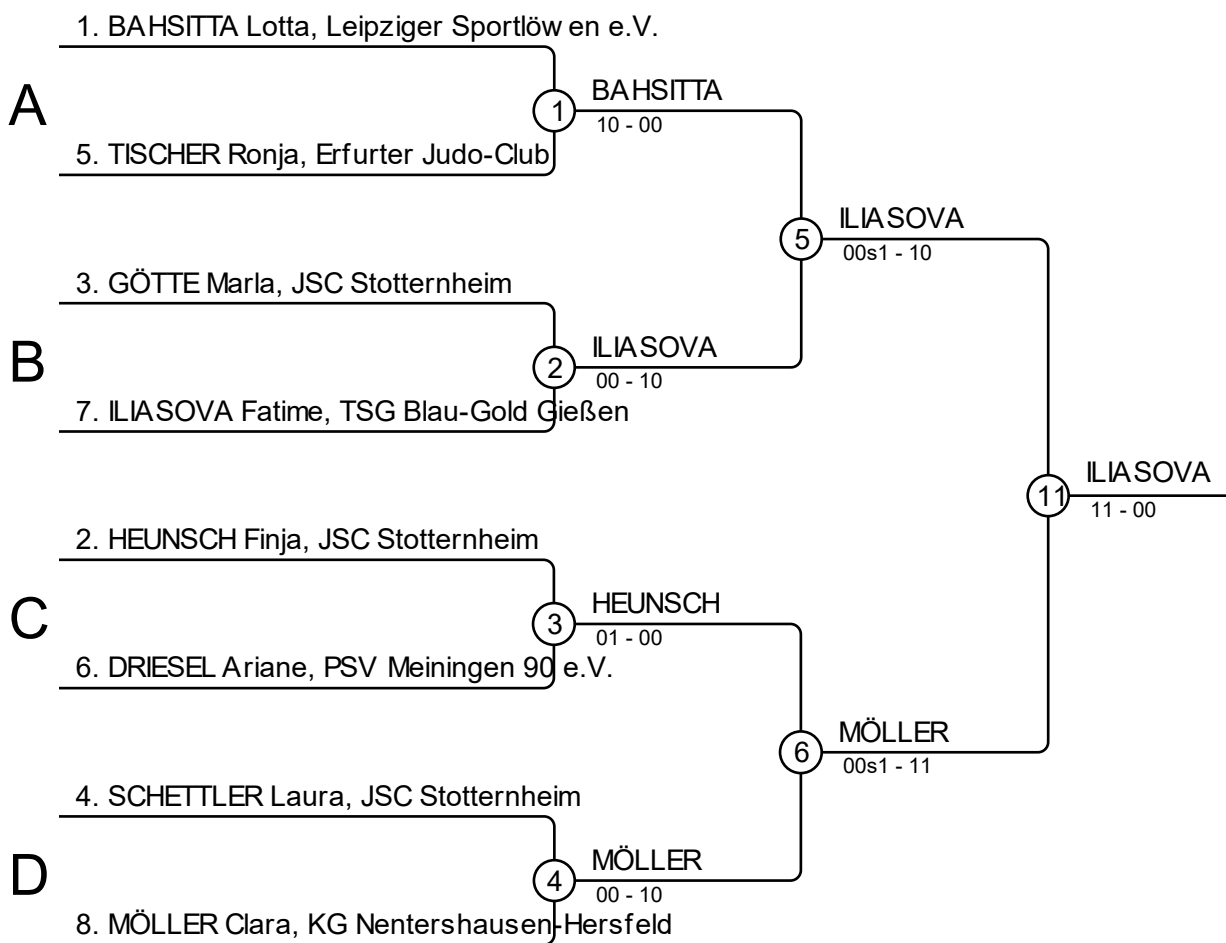 1. BAHSITTA Lotta, Leipziger Sportlöwen e.V.
A
1
BAHSITTA
10 - 00
5. TISCHER Ronja, Erfurter Judo-Club
5
ILIASOVA
00s1 - 10
3. GÖTTE Marla, JSC Stotternheim
B
2
ILIASOVA
00 - 10
7. ILIASOVA Fatime, TSG Blau-Gold Gießen
11
ILIASOVA
11 - 00
2. HEUNSCH Finja, JSC Stotternheim
C
3
HEUNSCH
01 - 00
6. DRIESEL Ariane, PSV Meiningen 90 e.V.
6
MÖLLER
00s1 - 11
4. SCHETTLER Laura, JSC Stotternheim
D
4
MÖLLER
00 - 10
8. MÖLLER Clara, KG Nentershausen-Hersfeld